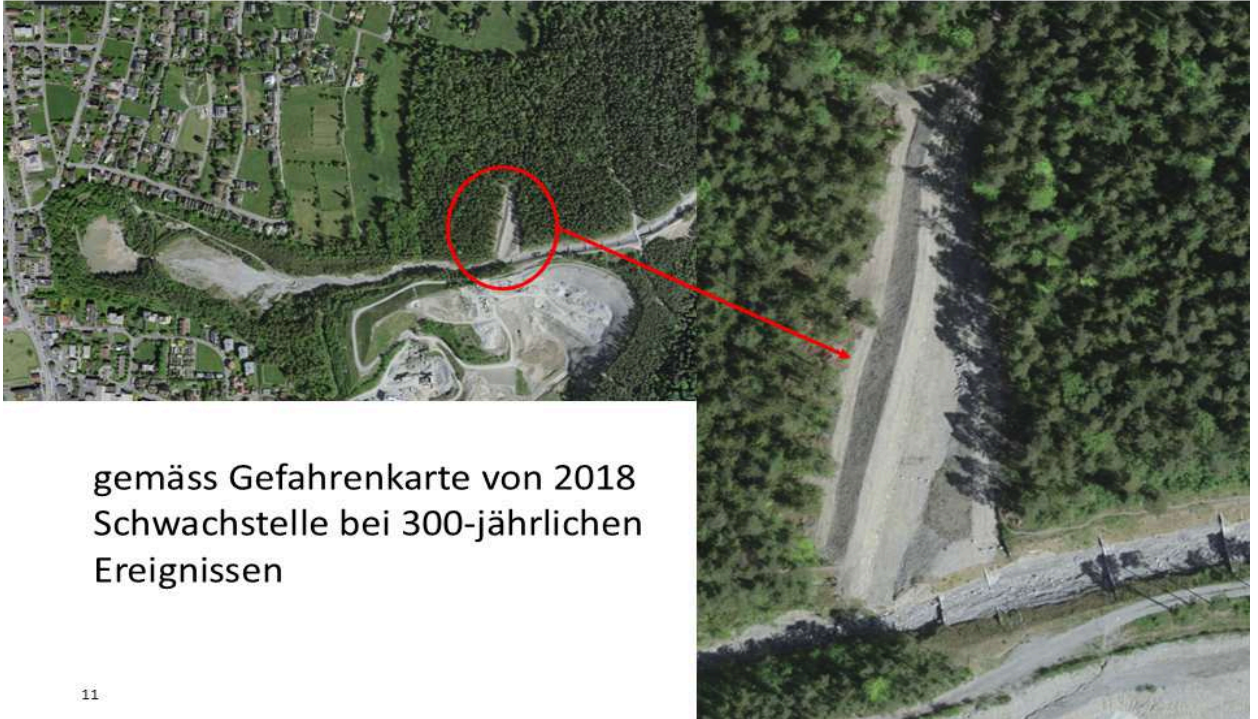 gemäss Gefahrenkarte von 2018
Schwachstelle bei 300-jährlichen
Ereignissen
11